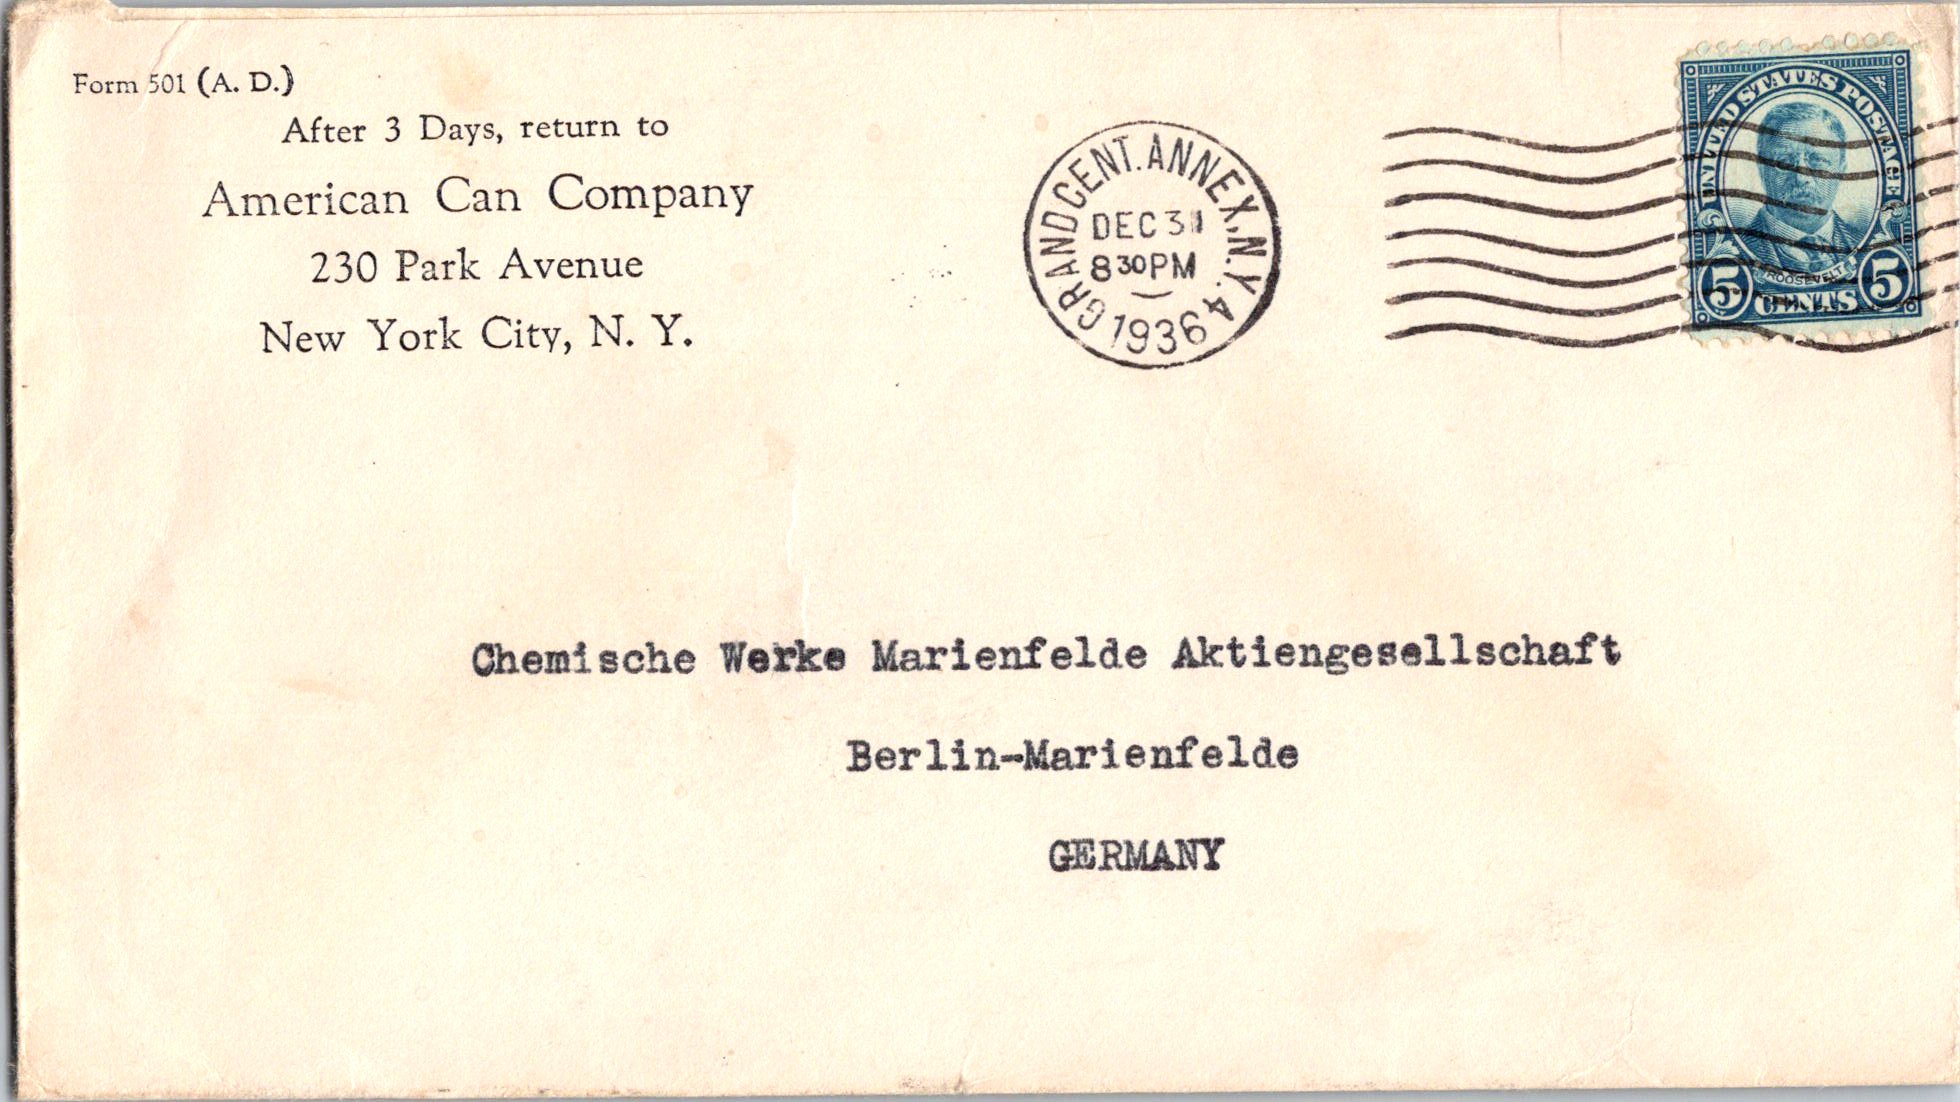 Form 501 (A. D.)
After 3 Days, return to
American Can Company
230 Park Avenue
New York City, N. Y.
GRAND CENT. ANNEX, N.Y. 4
DEC 31
8 30 PM
1936
UNITED STATES POSTAGE
ROOSEVELT
5 CENTS 5
Chemische Werke Marienfelde Aktiengesellschaft
Berlin-Marienfelde
GERMANY